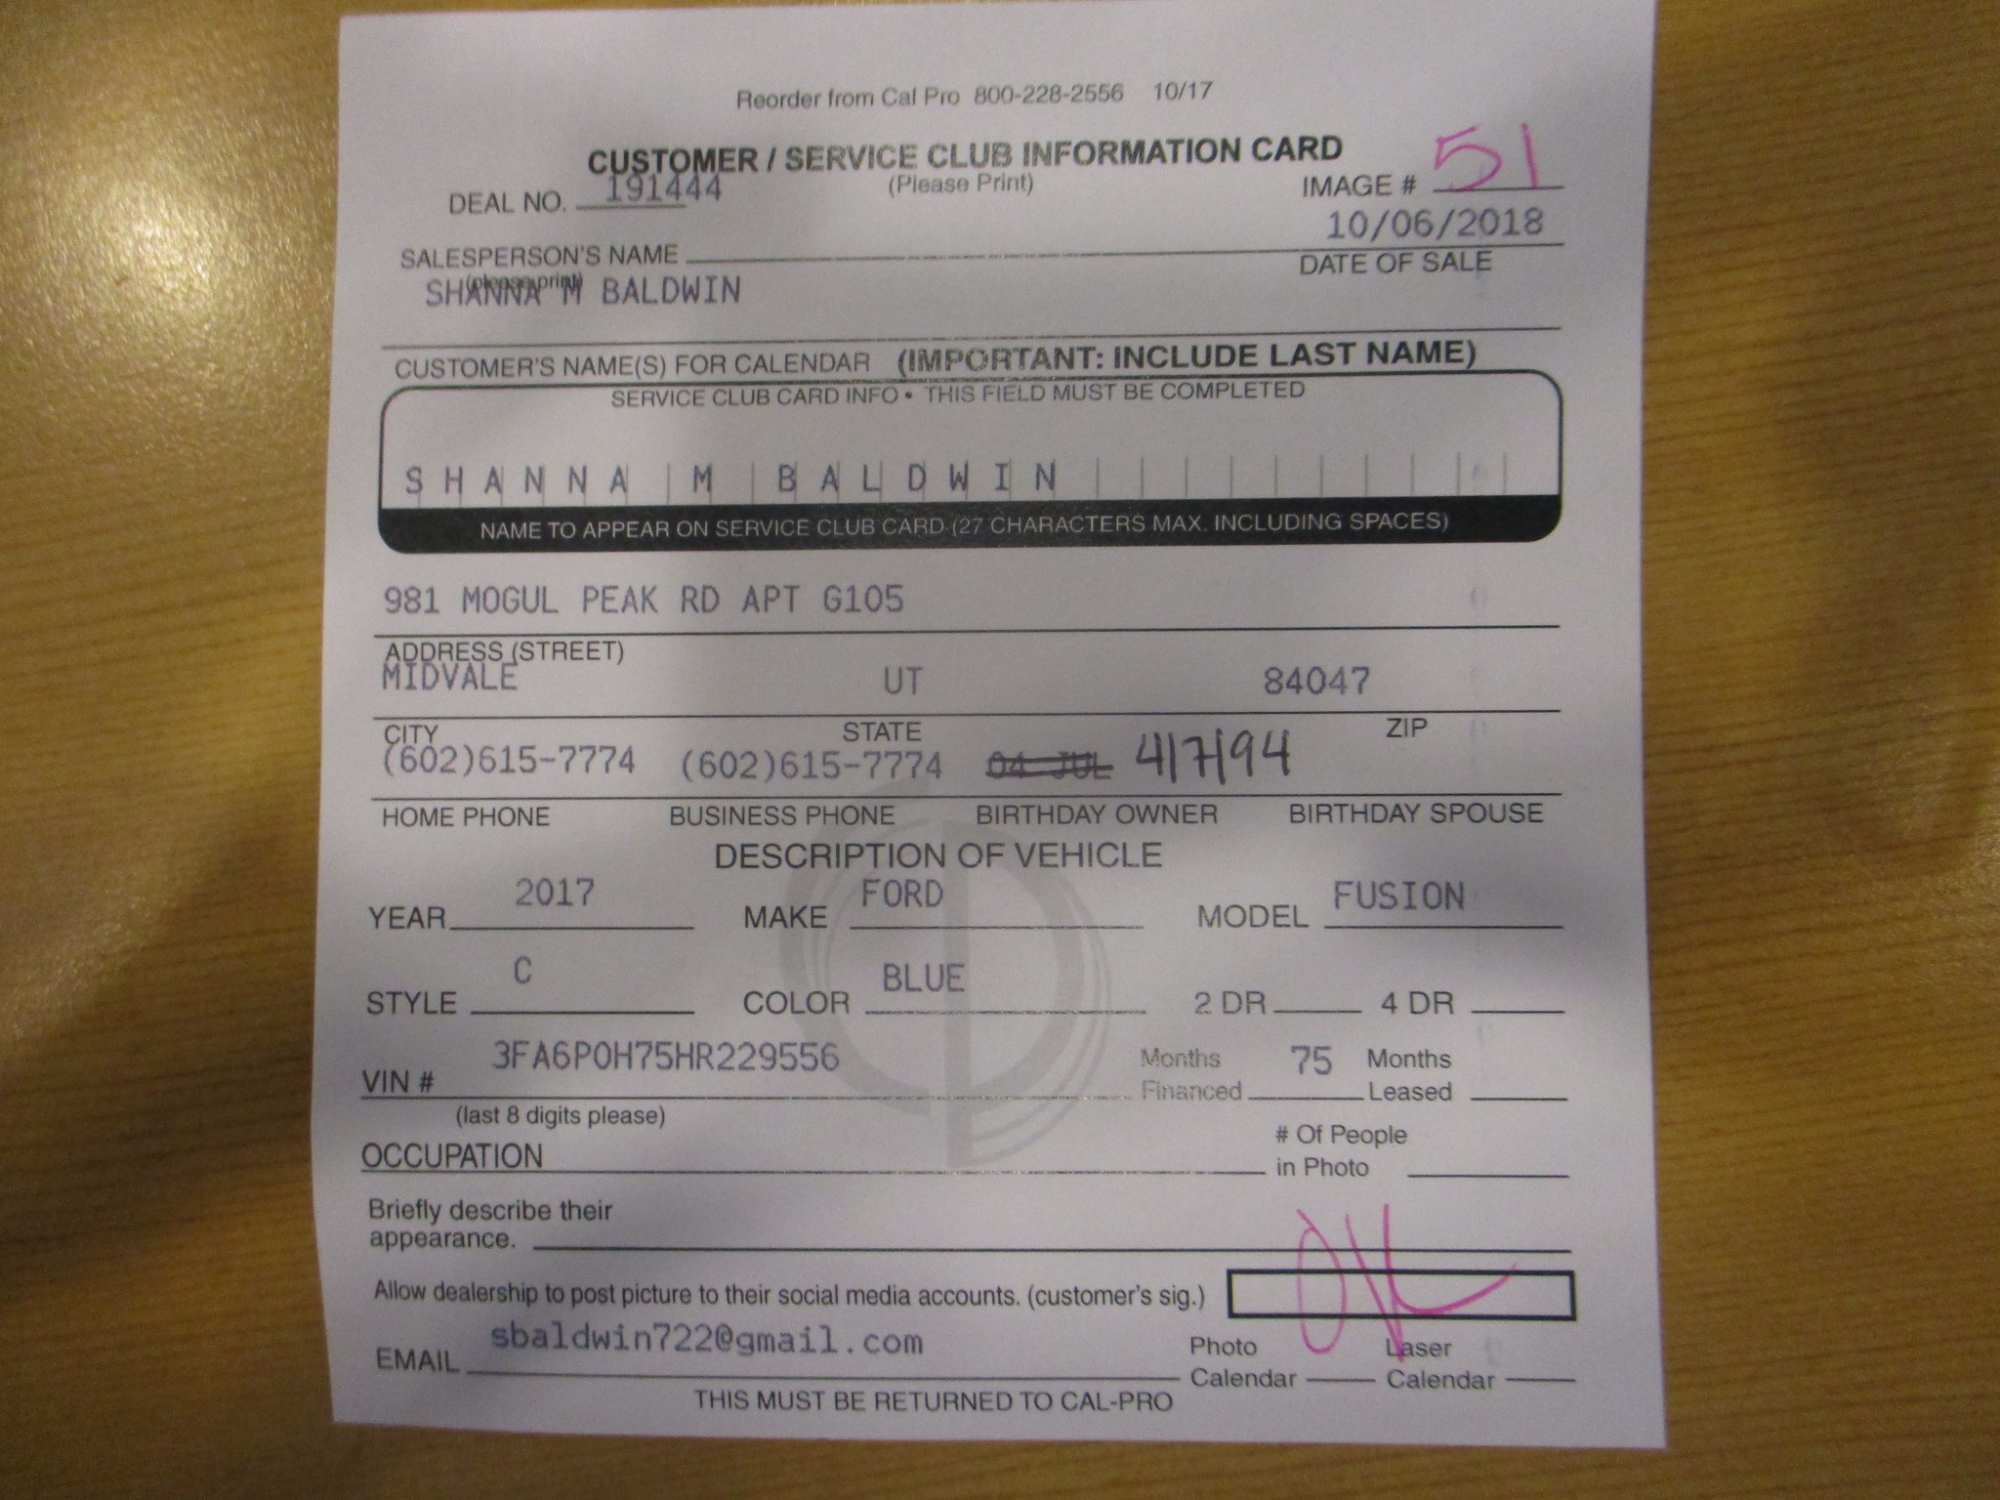 Reorder from Cal Pro 800-228-2556 10/17
CUSTOMER / SERVICE CLUB INFORMATION CARD
(Please Print)
DEAL NO. 191444
IMAGE # 51
10/06/2018
SALESPERSON'S NAME
DATE OF SALE
(please print)
SHANNA M BALDWIN
CUSTOMER'S NAME(S) FOR CALENDAR (IMPORTANT: INCLUDE LAST NAME)
SERVICE CLUB CARD INFO • THIS FIELD MUST BE COMPLETED
SHANNA M BALDWIN
NAME TO APPEAR ON SERVICE CLUB CARD (27 CHARACTERS MAX. INCLUDING SPACES)
981 MOGUL PEAK RD APT G105
ADDRESS (STREET)
MIDVALE UT 84047
CITY STATE ZIP
(602)615-7774 (602)615-7774 04 JUL 4/7/94
HOME PHONE BUSINESS PHONE BIRTHDAY OWNER BIRTHDAY SPOUSE
DESCRIPTION OF VEHICLE
YEAR 2017 MAKE FORD MODEL FUSION
STYLE C COLOR BLUE 2 DR 4 DR
VIN # 3FA6P0H75HR229556 Months Financed 75 Months Leased
(last 8 digits please)
OCCUPATION # Of People in Photo
Briefly describe their
appearance.
Allow dealership to post picture to their social media accounts. (customer's sig.)
EMAIL sbaldwin722@gmail.com Photo Calendar Laser Calendar
THIS MUST BE RETURNED TO CAL-PRO